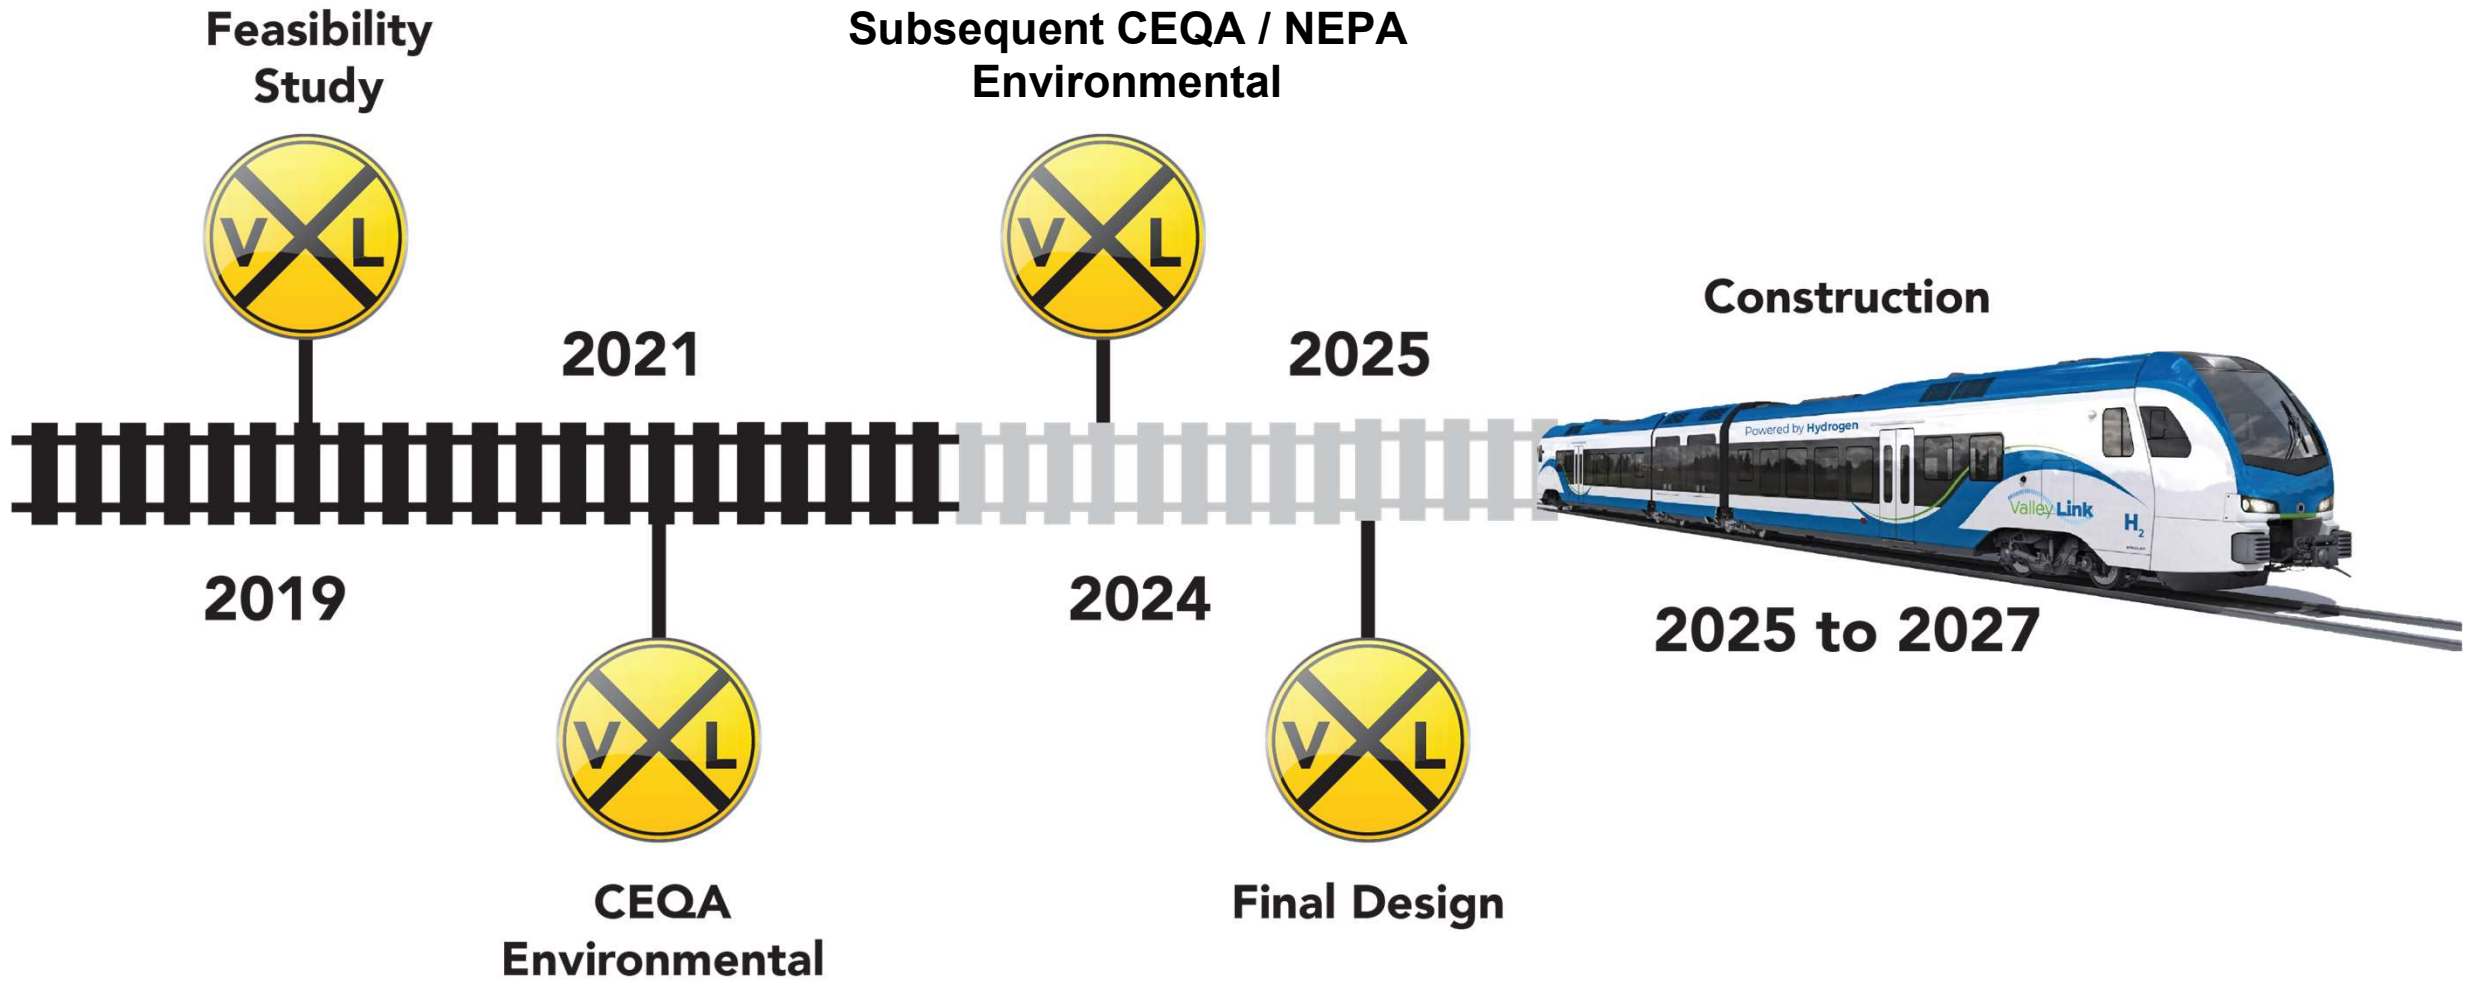 Feasibility
Study
Subsequent CEQA / NEPA
Environmental
V L
V L
2021
2025
Construction
Powered by Hydrogen
Valley Link
H2
2019
2024
2025 to 2027
V L
V L
CEQA
Environmental
Final Design